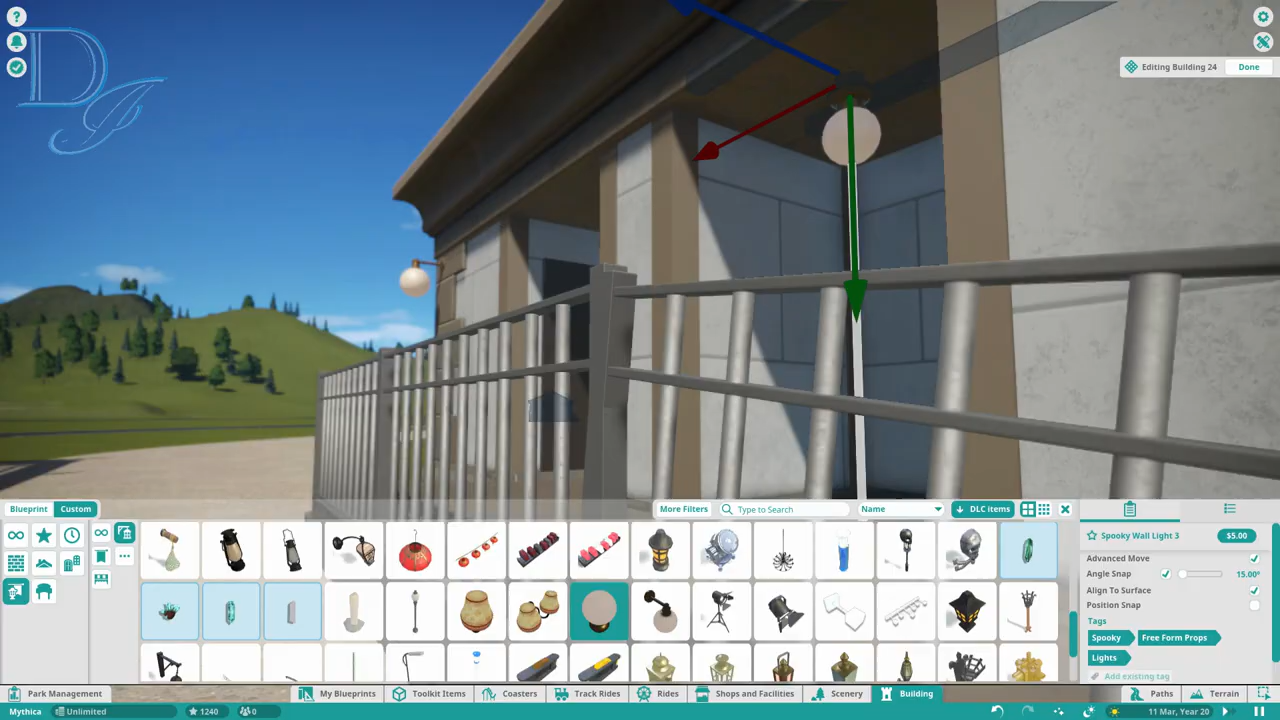 ?
DJ
Editing Building 24
Done
Blueprint
Custom
More Filters
Type to Search
Name
DLC items
Spooky Wall Light 3
$5.00
Advanced Move
Angle Snap
15.00°
Align To Surface
Position Snap
Tags
Spooky
Free Form Props
Lights
Add existing tag
Park Management
My Blueprints
Toolkit Items
Coasters
Track Rides
Rides
Shops and Facilities
Scenery
Building
Paths
Terrain
Mythica
Unlimited
1240
0
11 Mar, Year 20